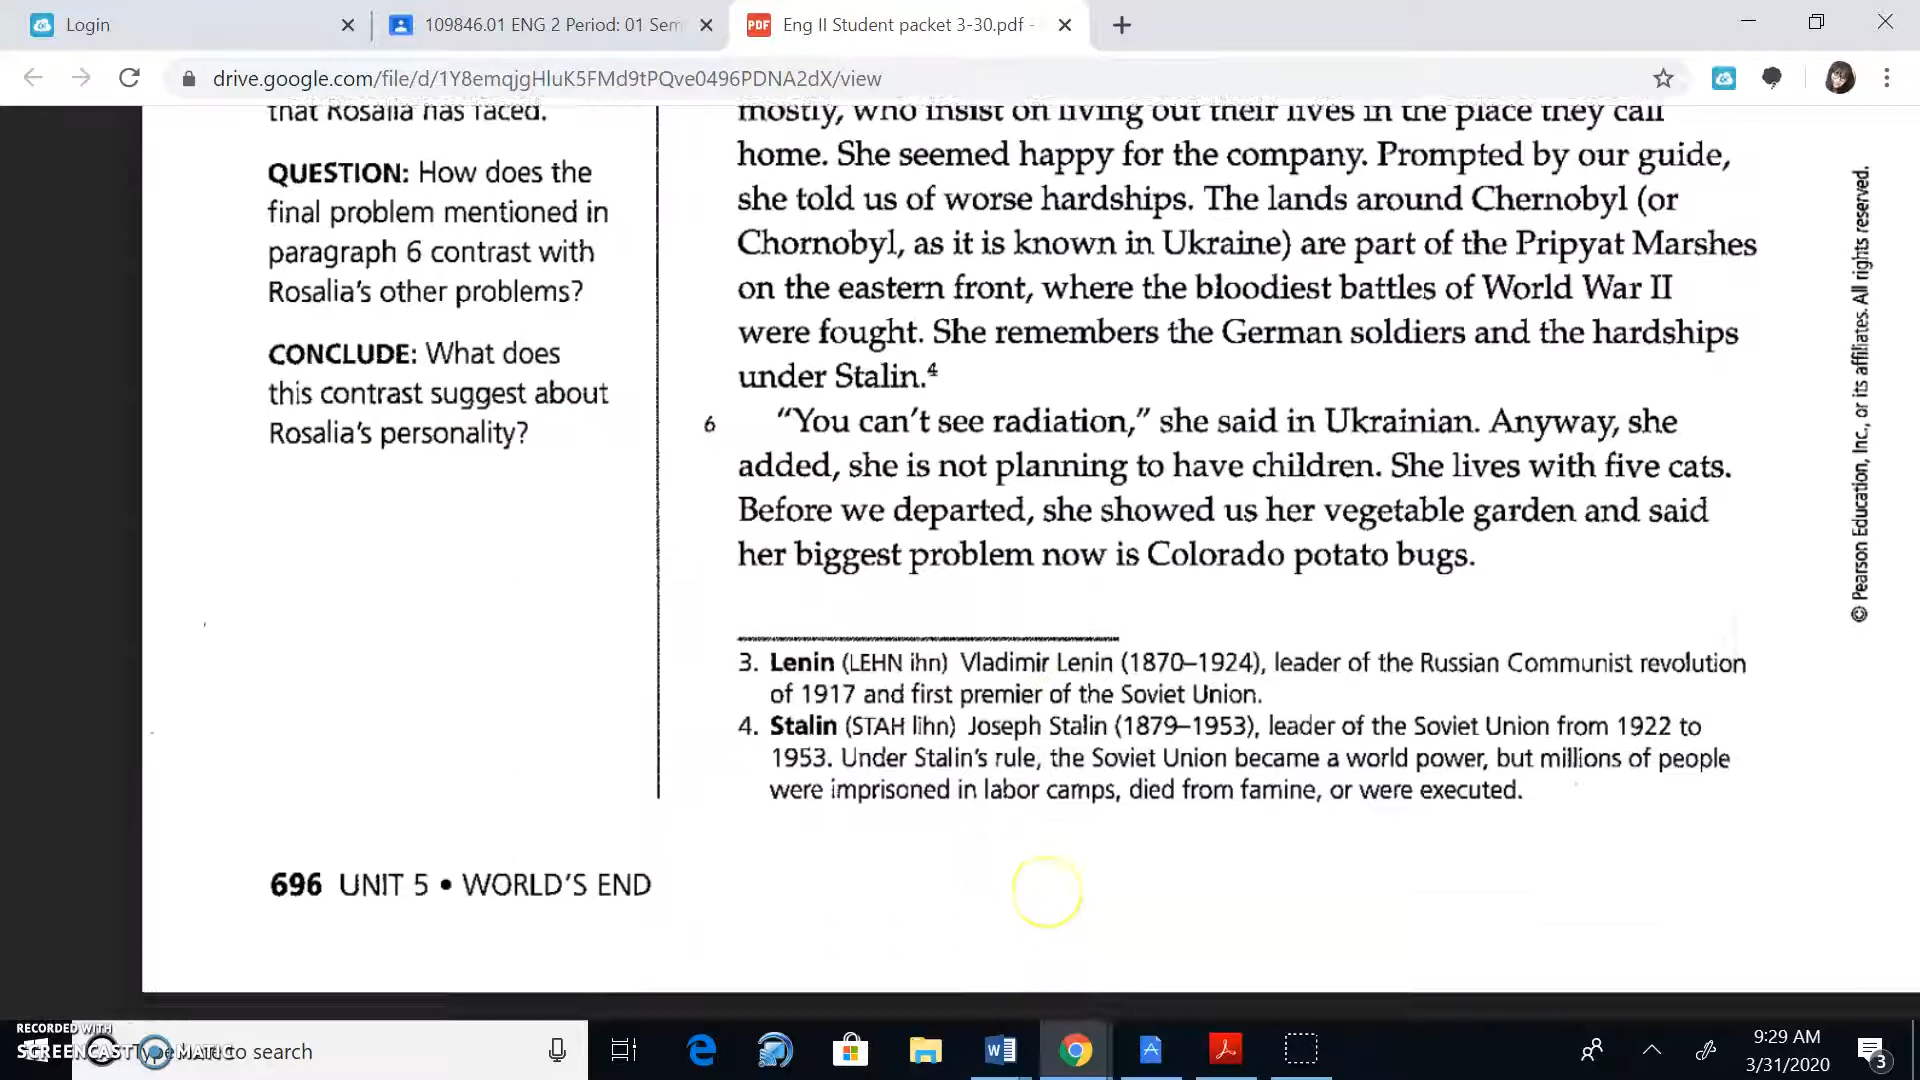 Login
109846.01 ENG 2 Period: 01 Sem
PDF
Eng II Student packet 3-30.pdf -
drive.google.com/file/d/1Y8emqjgHluK5FMd9tPQve0496PDNA2dX/view
that Rosalia has faced.
QUESTION: How does the
final problem mentioned in
paragraph 6 contrast with
Rosalia's other problems?
CONCLUDE: What does
this contrast suggest about
Rosalia's personality?
mostly, who insist on living out their lives in the place they call
home. She seemed happy for the company. Prompted by our guide,
she told us of worse hardships. The lands around Chernobyl (or
Chornobyl, as it is known in Ukraine) are part of the Pripyat Marshes
on the eastern front, where the bloodiest battles of World War II
were fought. She remembers the German soldiers and the hardships
under Stalin.4
6 "You can't see radiation," she said in Ukrainian. Anyway, she
added, she is not planning to have children. She lives with five cats.
Before we departed, she showed us her vegetable garden and said
her biggest problem now is Colorado potato bugs.
3. Lenin (LEHN ihn) Vladimir Lenin (1870–1924), leader of the Russian Communist revolution
of 1917 and first premier of the Soviet Union.
4. Stalin (STAH lihn) Joseph Stalin (1879–1953), leader of the Soviet Union from 1922 to
1953. Under Stalin's rule, the Soviet Union became a world power, but millions of people
were imprisoned in labor camps, died from famine, or were executed.
© Pearson Education, Inc., or its affiliates. All rights reserved.
696 UNIT 5 • WORLD'S END
RECORDED WITH
SCREENCAST MATIC
Type here to search
9:29 AM
3/31/2020
3